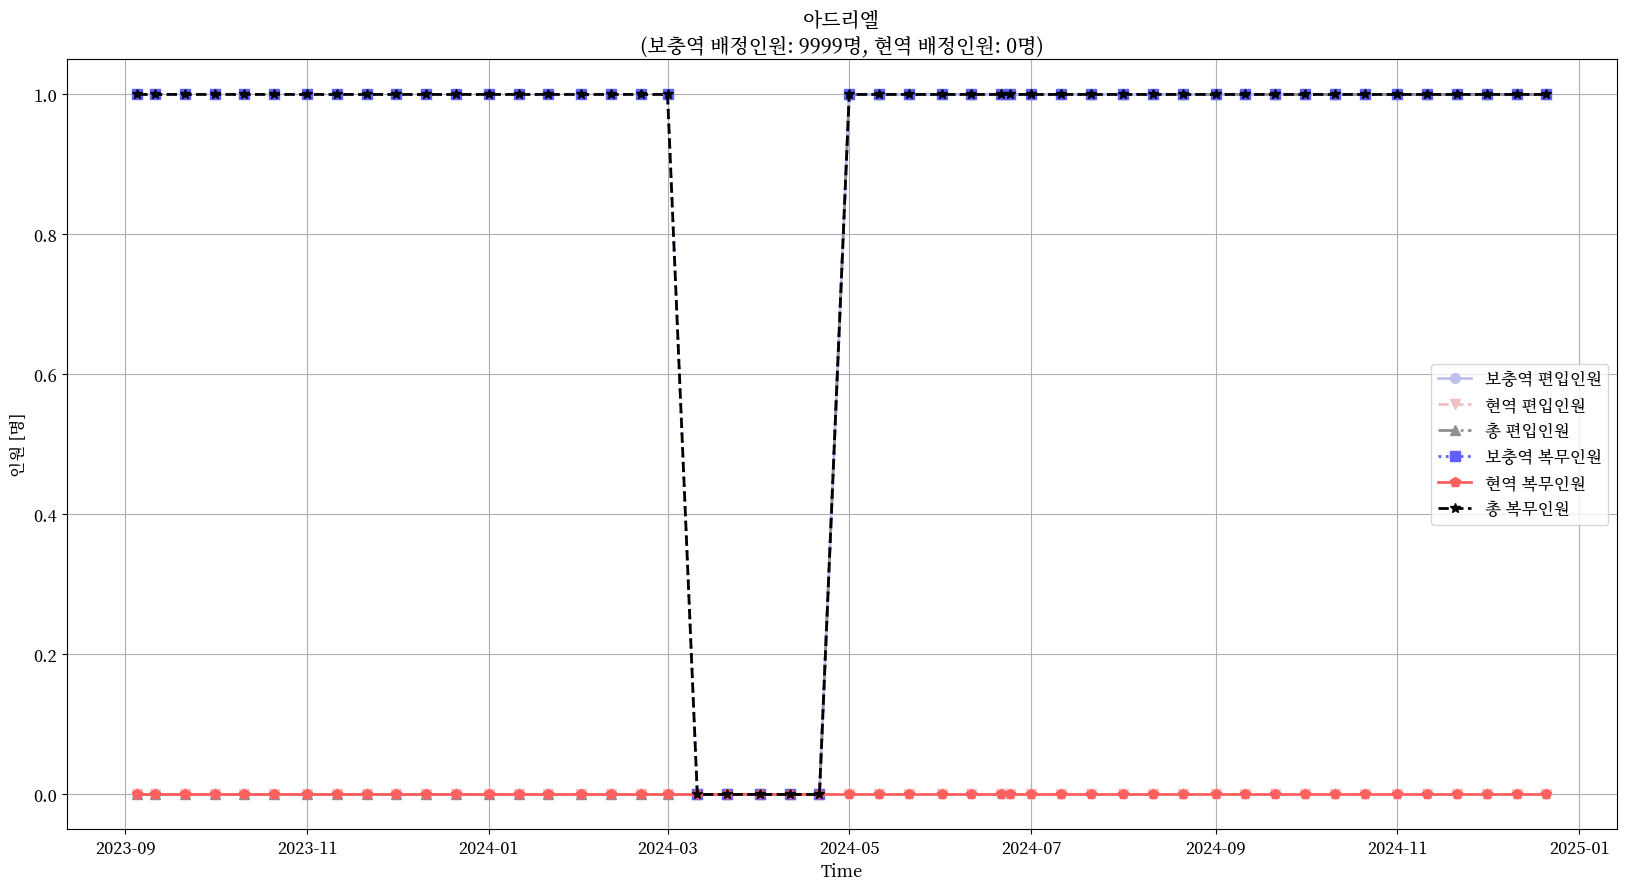 아드리엘
(보충역 배정인원: 9999명, 현역 배정인원: 0명)
인원 [명]
1.0
0.8
0.6
0.4
0.2
0.0
보충역 편입인원
현역 편입인원
총 편입인원
보충역 복무인원
현역 복무인원
총 복무인원
2023-09 2023-11 2024-01 2024-03 2024-05 2024-07 2024-09 2024-11 2025-01
Time